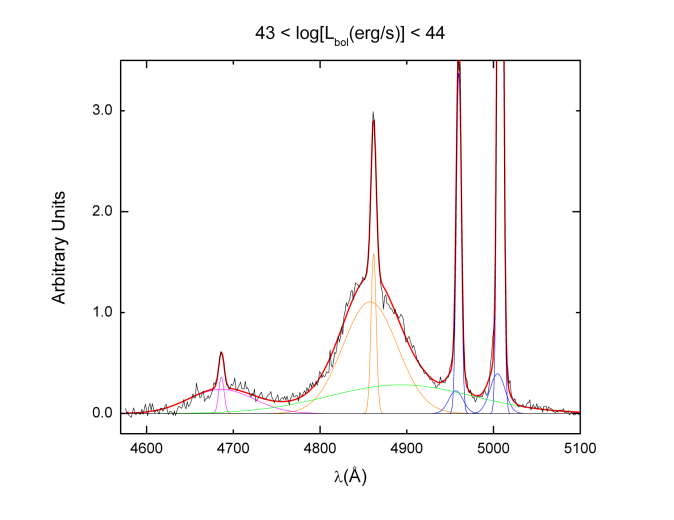 43 < log[L_bol(erg/s)] < 44
3.0
2.0
1.0
0.0
Arbitrary Units
4600 4700 4800 4900 5000 5100
λ(Å)